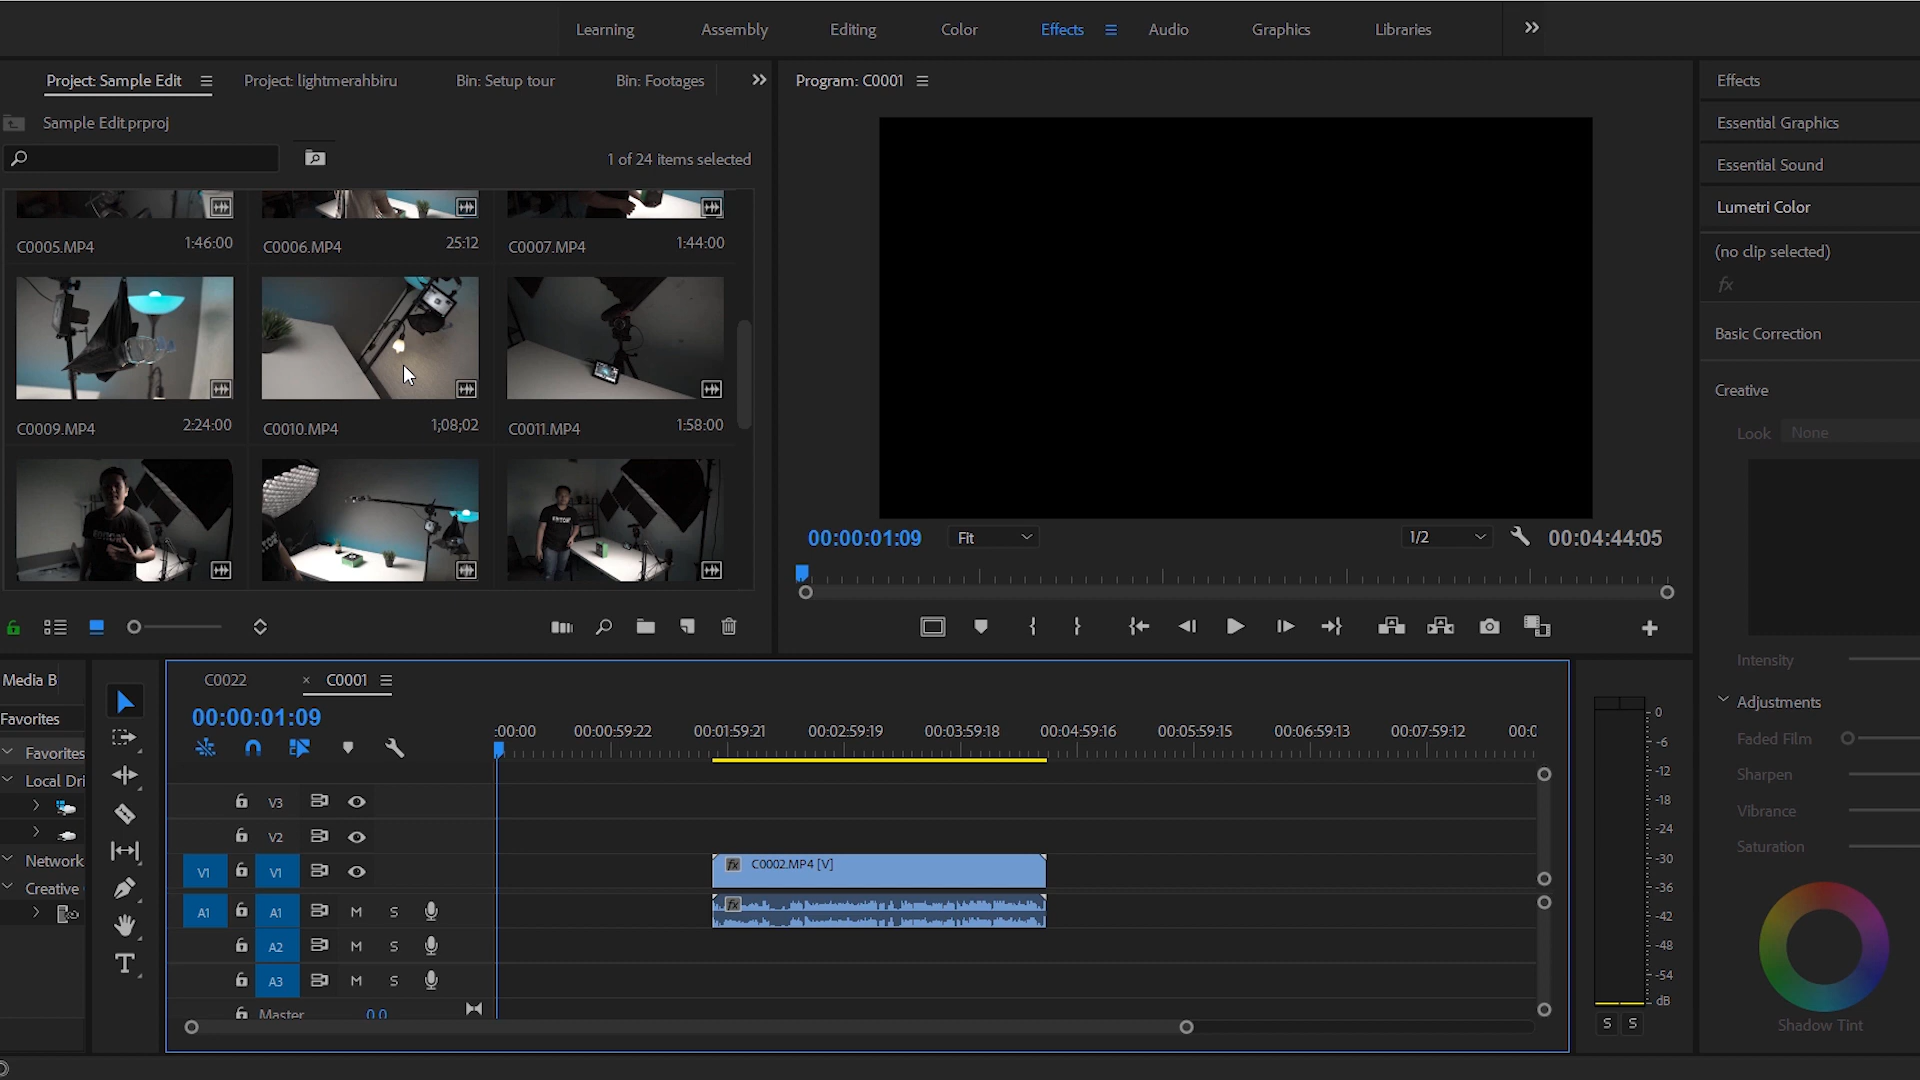 Learning Assembly Editing Color Effects Audio Graphics Libraries
Project: Sample Edit Project: lightmerahbiru Bin: Setup tour Bin: Footages
Program: C0001
Effects
Sample Edit.prproj
Essential Graphics
1 of 24 items selected
Essential Sound
Lumetri Color
C0005.MP4 1:46:00 C0006.MP4 25:12 C0007.MP4 1:44:00
(no clip selected)
fx
Basic Correction
Creative
C0009.MP4 2:24:00 C0010.MP4 1;08;02 C0011.MP4 1:58:00
Look None
EDITOR
00:00:01:09 Fit 1/2 00:04:44:05
Intensity
Adjustments
Faded Film
Sharpen
Vibrance
Saturation
Shadow Tint
Media B
Favorites
Favorites
Local Dri
Network
Creative
C0022 × C0001
00:00:01:09
:00:00 00:00:59:22 00:01:59:21 00:02:59:19 00:03:59:18 00:04:59:16 00:05:59:15 00:06:59:13 00:07:59:12 00:0
V3
V2
V1 V1 fx C0002.MP4 [V]
A1 A1 M S fx
A2 M S
A3 M S
Master 0.0
0
-6
-12
-18
-24
-30
-36
-42
-48
-54
dB
S S